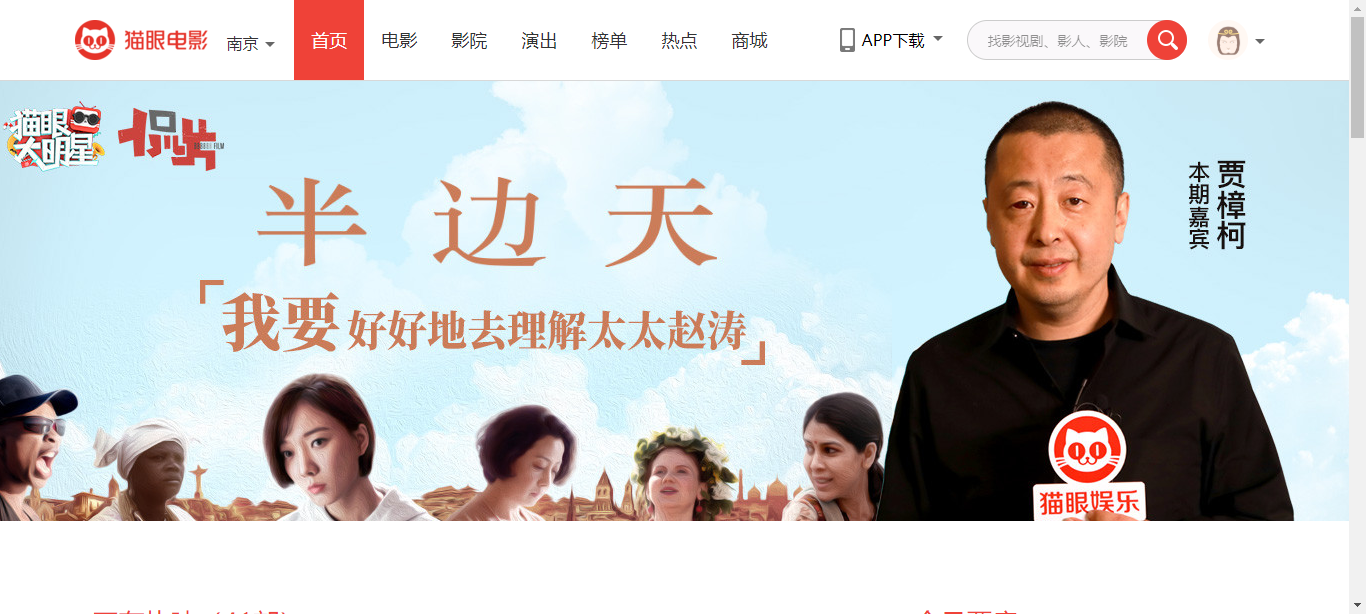 猫眼电影
南京
首页
电影
影院
演出
榜单
热点
商城
APP下载
找影视剧、影人、影院
猫眼
大明星
侃片
半边天
「我要好好地去理解太太赵涛」
本期嘉宾
贾樟柯
猫眼娱乐